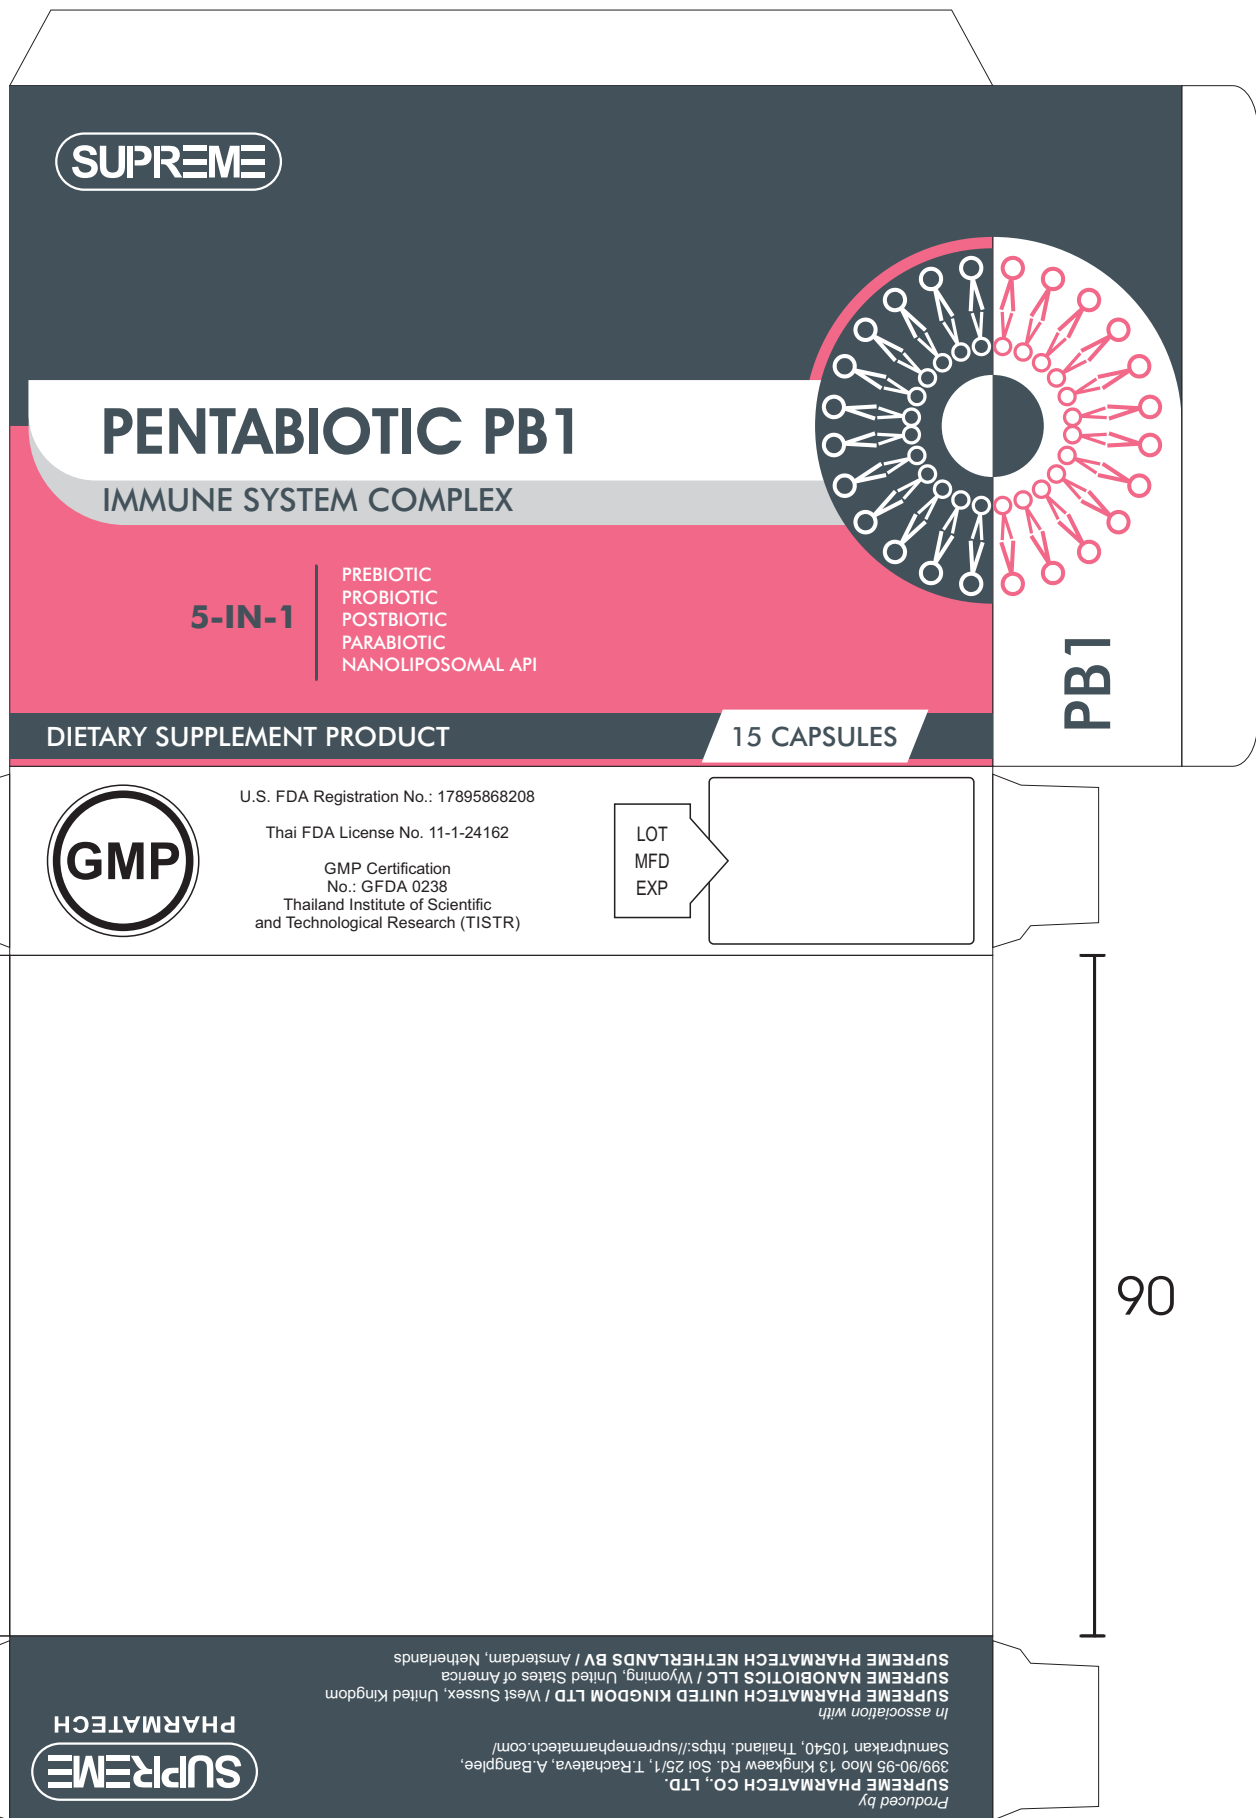 SUPREME
PENTABIOTIC PB1
IMMUNE SYSTEM COMPLEX
5-IN-1
PREBIOTIC
PROBIOTIC
POSTBIOTIC
PARABIOTIC
NANOLIPOSOMAL API
DIETARY SUPPLEMENT PRODUCT
15 CAPSULES
PB1
GMP
U.S. FDA Registration No.: 17895868208
Thai FDA License No. 11-1-24162
GMP Certification
No.: GFDA 0238
Thailand Institute of Scientific
and Technological Research (TISTR)
LOT
MFD
EXP
90
SUPREME
PHARMATECH
Produced by
SUPREME PHARMATECH CO., LTD.
399/90-95 Moo 13 Kingkaew Rd. Soi 25/1, T.Rachateva, A.Bangplee,
Samutprakan 10540, Thailand. https://supremepharmatech.com/
In association with
SUPREME PHARMATECH UNITED KINGDOM LTD / West Sussex, United Kingdom
SUPREME NANOBIOTICS LLC / Wyoming, United States of America
SUPREME PHARMATECH NETHERLANDS BV / Amsterdam, Netherlands